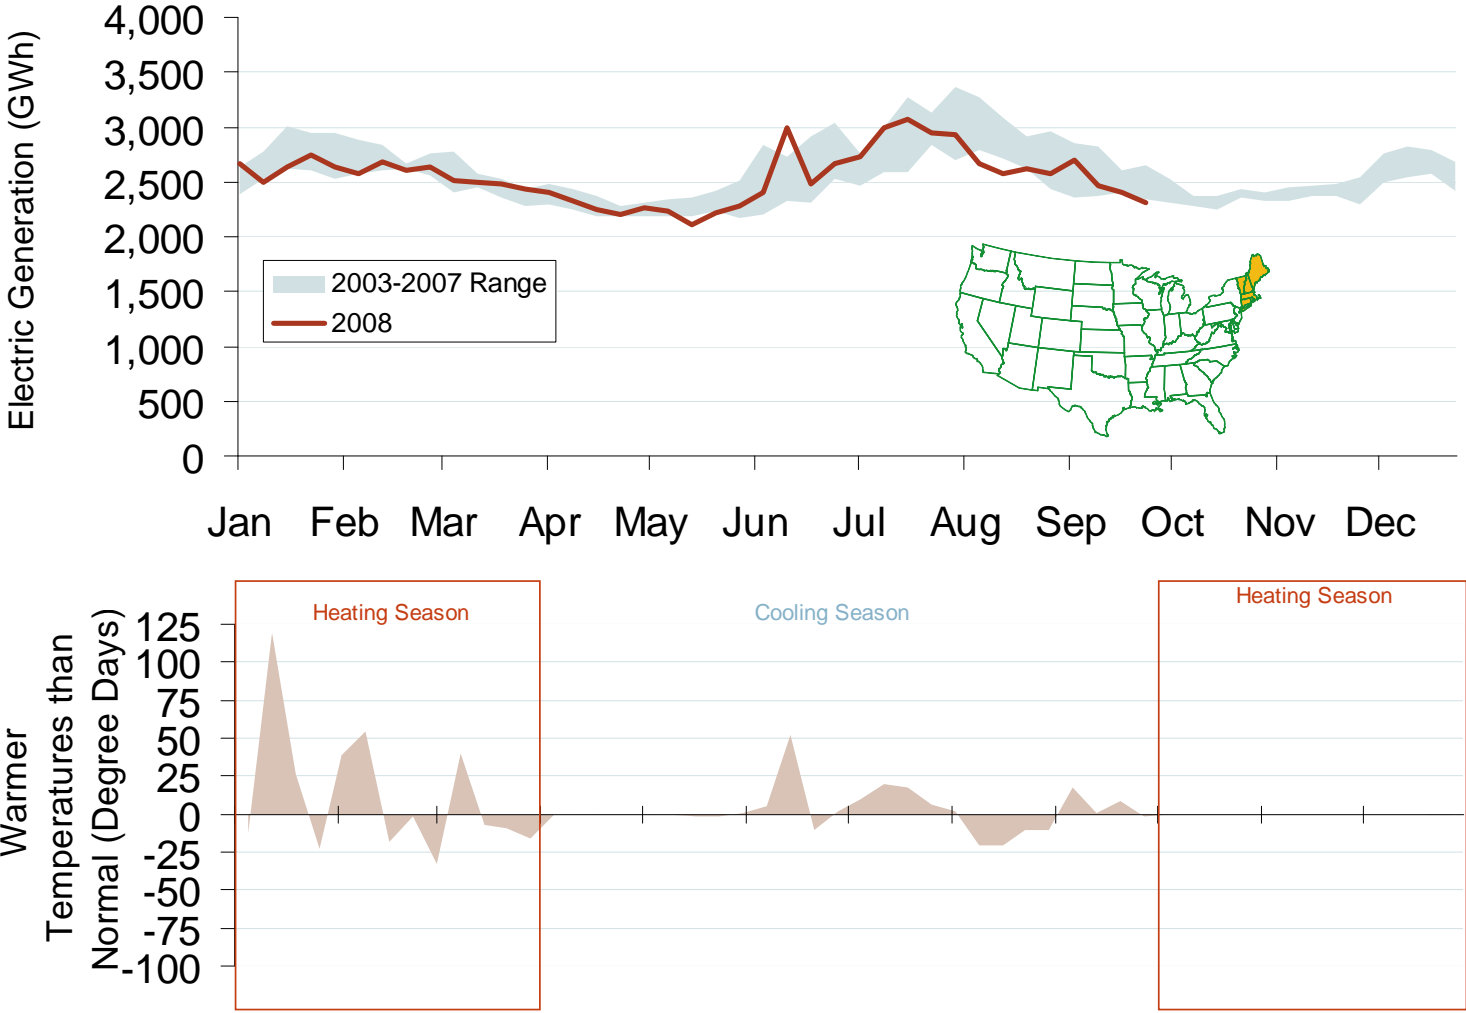 Electric Generation (GWh)
4,000
3,500
3,000
2,500
2,000
1,500
1,000
500
0
2003-2007 Range
2008
Jan Feb Mar Apr May Jun Jul Aug Sep Oct Nov Dec
Warmer
Temperatures than
Normal (Degree Days)
125
100
75
50
25
0
-25
-50
-75
-100
Heating Season
Cooling Season
Heating Season